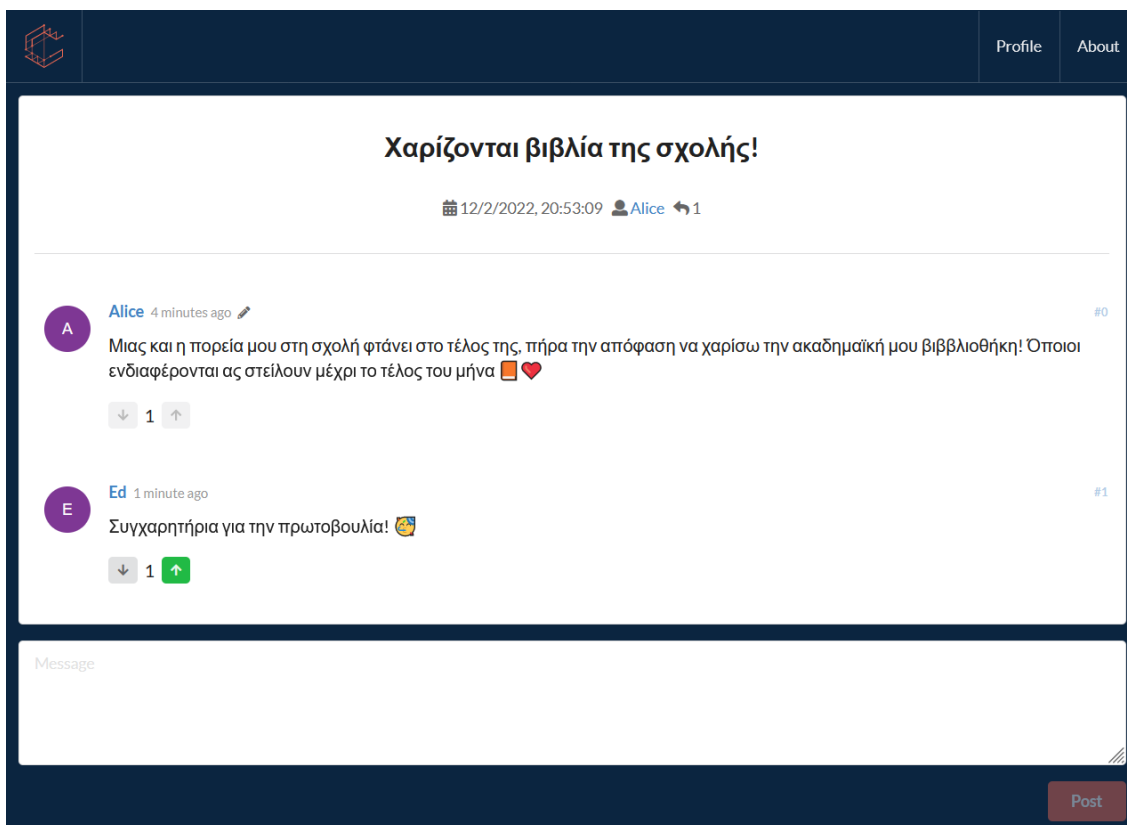 Profile About
Χαρίζονται βιβλία της σχολής!
12/2/2022, 20:53:09 Alice 1
Alice 4 minutes ago #0
A
Μιας και η πορεία μου στη σχολή φτάνει στο τέλος της, πήρα την απόφαση να χαρίσω την ακαδημαϊκή μου βιββλιοθήκη! Όποιοι
ενδιαφέρονται ας στείλουν μέχρι το τέλος του μήνα 📙❤️
1
Ed 1 minute ago #1
E
Συγχαρητήρια για την πρωτοβουλία! 🥳
1
Message
Post